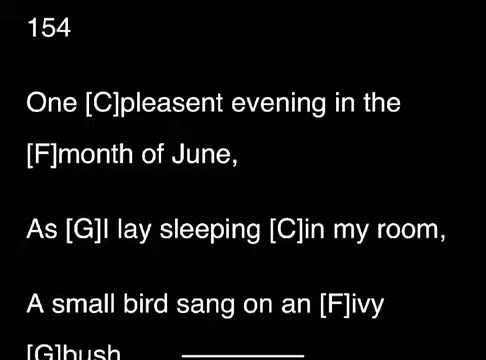 154
One [C]pleasent evening in the
[F]month of June,
As [G]I lay sleeping [C]in my room,
A small bird sang on an [F]ivy
[G]bush